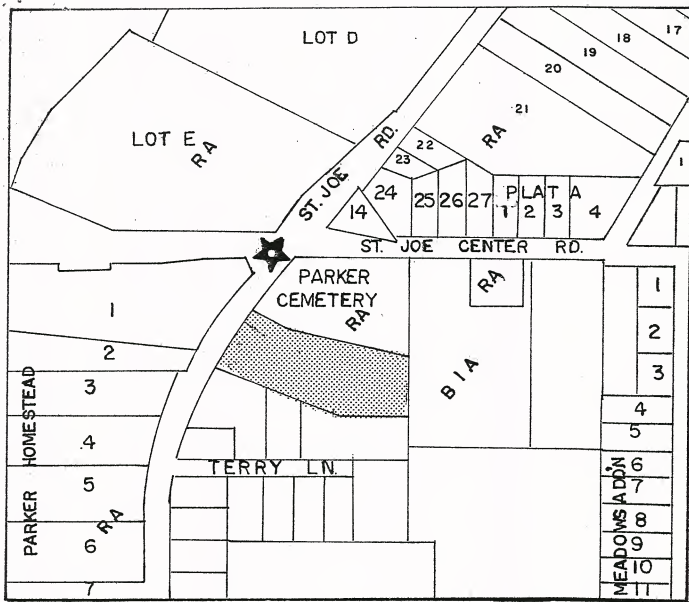 LOT D
17
18
19
20
21
LOT E
RA
ST. JOE RD.
RA
22
23
24
14
25
26
27
PLAT A
1
2
3
4
1
ST. JOE CENTER RD.
PARKER
CEMETERY
RA
RA
B I A
1
2
3
4
5
6
7
8
9
10
11
MEADOWS ADD'N
1
2
3
4
5
6
7
PARKER HOMESTEAD
RA
TERRY LN.